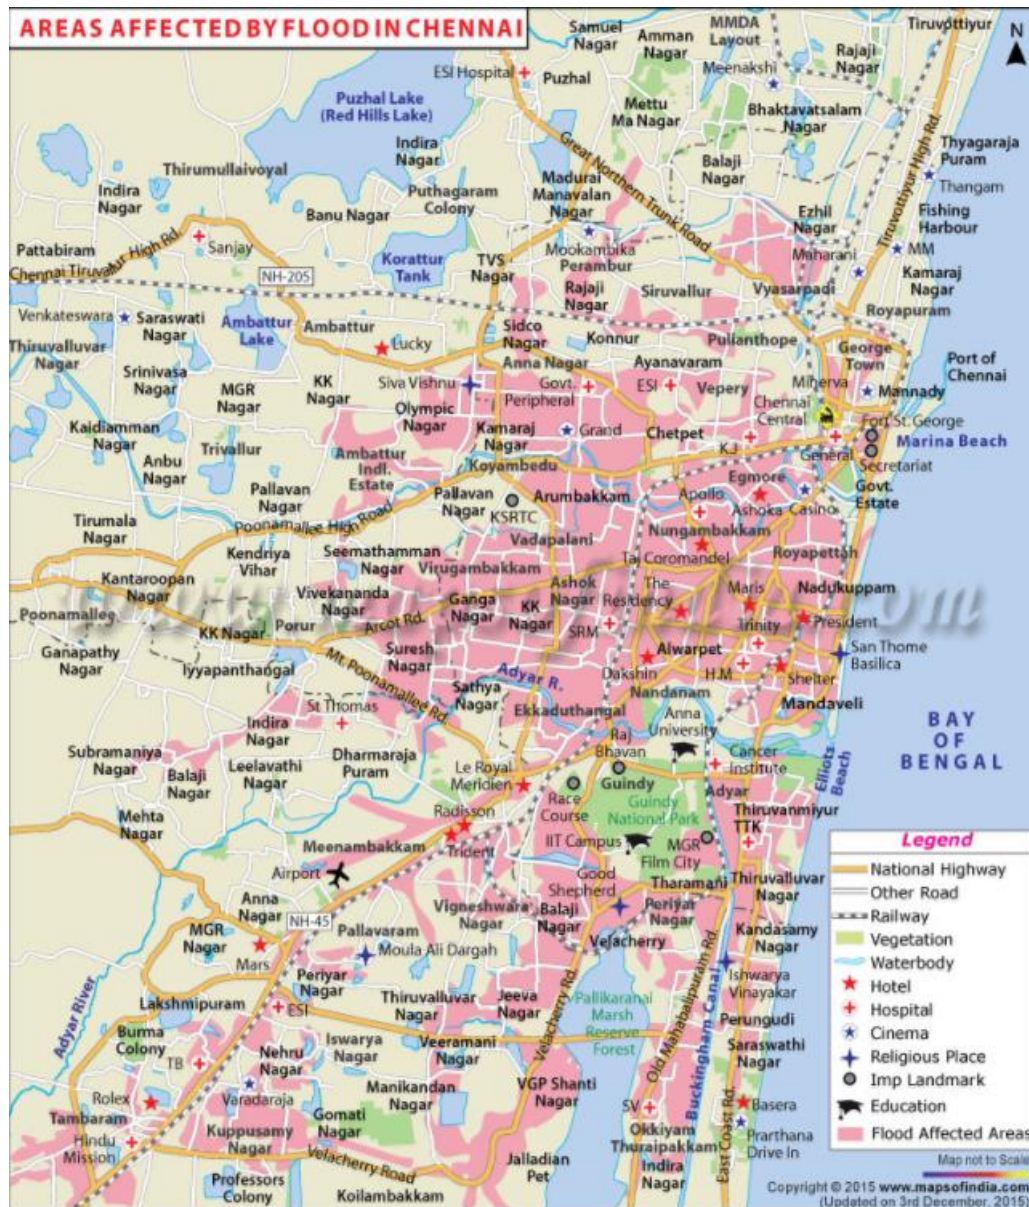 AREAS AFFECTED BY FLOOD IN CHENNAI
N
Samuel
Nagar
Amman
Nagar
MMDA
Layout
Tiruvottiyur
Rajaji
Nagar
Meenakshi
ESI Hospital
Puzhal
Puzhal Lake
(Red Hills Lake)
Mettu
Ma Nagar
Bhaktavatsalam
Nagar
Indira
Nagar
Great Northern Trunk Road
Thirumullaivoyal
Madurai
Manavalan
Nagar
Balaji
Nagar
Tiruvottiyur High Rd.
Thyagaraja
Puram
Thangam
Indira
Nagar
Puthagaram
Colony
Banu Nagar
Ezhil
Nagar
Fishing
Harbour
Pattabiram
Sanjay
Mookambika
Perambur
Maharani
MM
Korattur
Tank
TVS
Nagar
Kamaraj
Nagar
NH-205
Rajaji
Nagar
Siruvallur
Vyasarpadi
Royapuram
Venkateswara
Saraswati
Nagar
Ambattur
Lake
Ambattur
Sidco
Nagar
Konnur
Pulianthope
George
Town
Thiruvalluvar
Nagar
Lucky
Port of
Chennai
Srinivasa
Nagar
MGR
Nagar
KK
Nagar
Siva Vishnu
Anna Nagar
Govt.
Peripheral
Ayanavaram
ESI
Vepery
Minerva
Mannady
Chennai
Central
Olympic
Nagar
Kaidiamman
Nagar
Trivallur
Kamaraj
Nagar
Grand
Chetpet
Fort St. George
K.J
General
Marina Beach
Secretariat
Anbu
Nagar
Ambattur
Indl.
Estate
Koyambedu
Egmore
Govt.
Estate
Pallavan
Nagar
Pallavan
Nagar
Arumbakkam
Apollo
Ashoka
Casino
KSRTC
Tirumala
Nagar
Poonamallee High Road
Vadapalani
Nungambakkam
Kendriya
Vihar
Seemathamman
Nagar
Virugambakkam
Taj Coromandel
Royapettah
Kantaroopan
Nagar
Vivekananda
Nagar
Ganga
Nagar
KK
Nagar
Ashok
Nagar
The
Residency
Maris
Nadukuppam
Poonamallee
Porur
Arcot Rd.
SRM
Trinity
President
KK Nagar
Ganapathy
Nagar
Iyyapanthangal
Suresh
Nagar
Alwarpet
San Thome
Basilica
Mt. Poonamallee Rd.
Adyar R.
Dakshin
H.M
Shelter
Sathya
Nagar
Nandanam
Mandaveli
St Thomas
Ekkaduthangal
Anna
University
BAY
OF
BENGAL
Indira
Nagar
Raj
Bhavan
Subramaniya
Nagar
Dharmaraja
Puram
Cancer
Institute
Elliots
Beach
Balaji
Nagar
Leelavathi
Nagar
Le Royal
Meridien
Guindy
Adyar
Race
Course
Guindy
National Park
Thiruvanmiyur
TTK
Mehta
Nagar
Radisson
Meenambakkam
Trident
IIT Campus
MGR
Film City
Airport
Good
Shepherd
Tharamani
Thiruvalluvar
Nagar
Anna
Nagar
NH-45
Vigneshwara
Nagar
Balaji
Nagar
Periyar
Nagar
MGR
Nagar
Pallavaram
Kandasamy
Nagar
Mars
Moula Ali Dargah
Velacherry
Periyar
Nagar
Ishwarya
Vinayakar
Adyar River
Lakshmipuram
ESI
Thiruvalluvar
Nagar
Jeeva
Nagar
Velacherry Rd.
Pallikaranai
Marsh
Reserve
Forest
Old Mahabalipuram Rd.
Buckingham Canal
Perungudi
Burma
Colony
TB
Nehru
Nagar
Iswarya
Nagar
Veeramani
Nagar
Saraswathi
Nagar
Rolex
Varadaraja
Manikandan
Nagar
VGP Shanti
Nagar
SV
Basera
Tambaram
Gomati
Nagar
Hindu
Mission
Kuppusamy
Nagar
Okkiyam
Thuraipakkam
East Coast Rd.
Prarthana
Drive In
Velacherry Road
Jalladian
Pet
Indira
Nagar
Professors
Colony
Koilambakkam
Legend
National Highway
Other Road
Railway
Vegetation
Waterbody
Hotel
Hospital
Cinema
Religious Place
Imp Landmark
Education
Flood Affected Areas
Map not to Scale
Copyright © 2015 www.mapsofindia.com
(Updated on 3rd December, 2015)